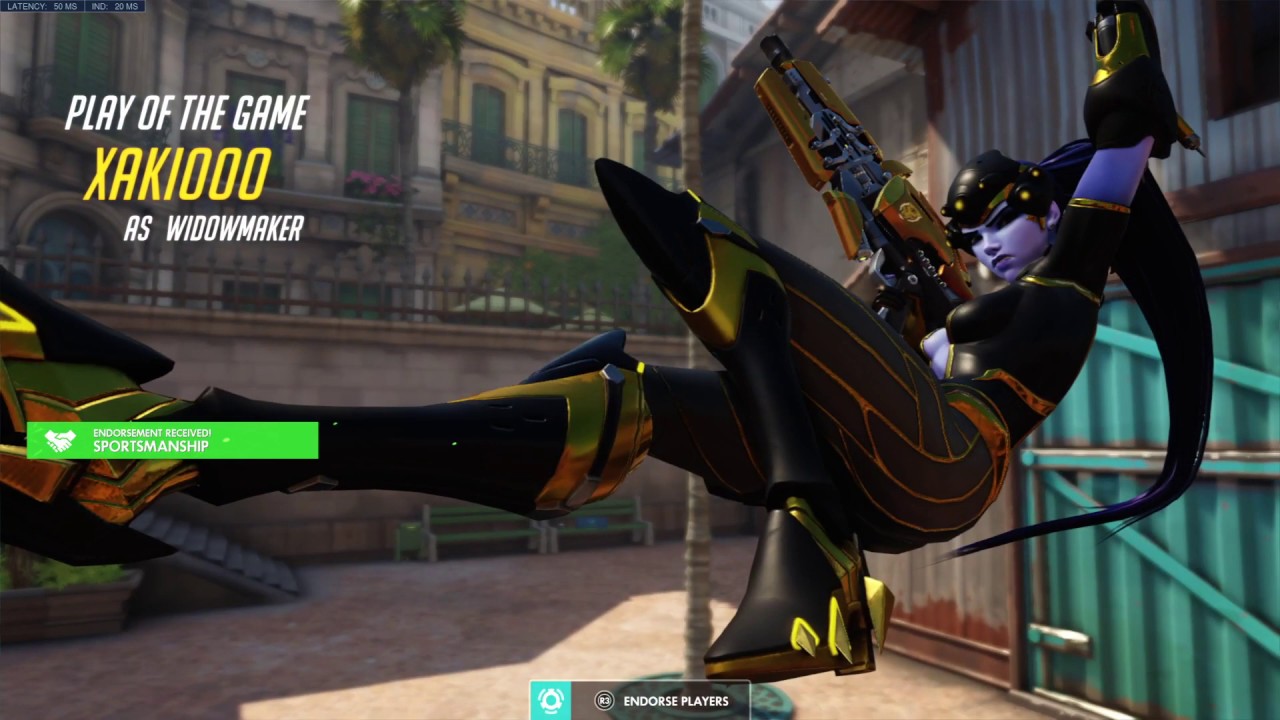 LATENCY: 50 MS IND: 20 MS
PLAY OF THE GAME
XAKIOOO
AS WIDOWMAKER
ENDORSEMENT RECEIVED!
SPORTSMANSHIP
R3 ENDORSE PLAYERS